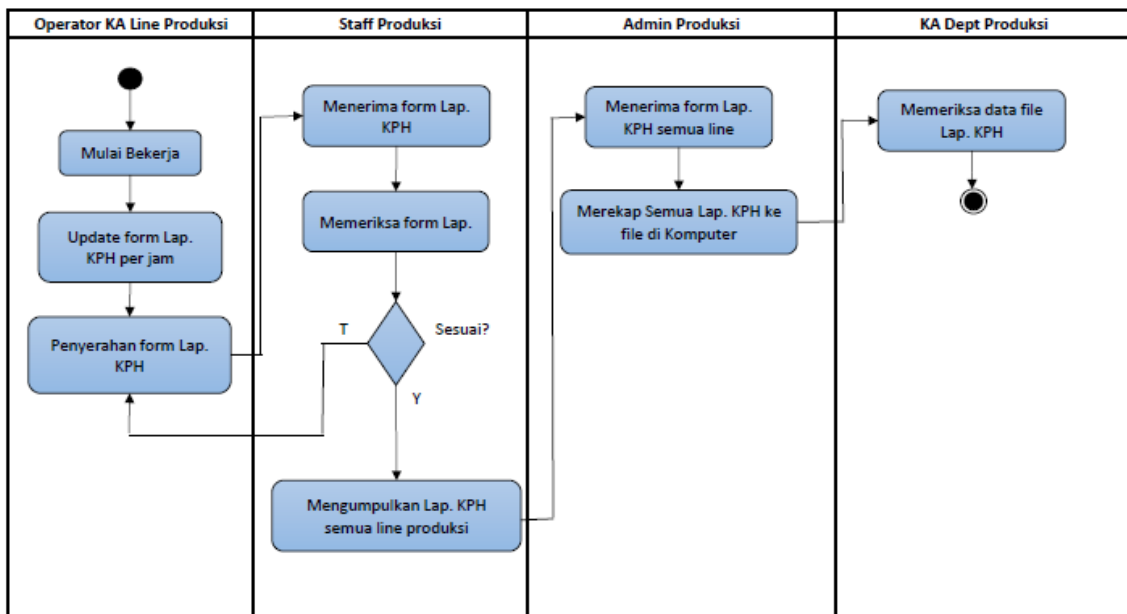 Operator KA Line Produksi
Staff Produksi
Admin Produksi
KA Dept Produksi
Mulai Bekerja
Update form Lap.
KPH per jam
Penyerahan form Lap.
KPH
Menerima form Lap.
KPH
Memeriksa form Lap.
T
Sesuai?
Y
Mengumpulkan Lap. KPH
semua line produksi
Menerima form Lap.
KPH semua line
Merekap Semua Lap. KPH ke
file di Komputer
Memeriksa data file
Lap. KPH